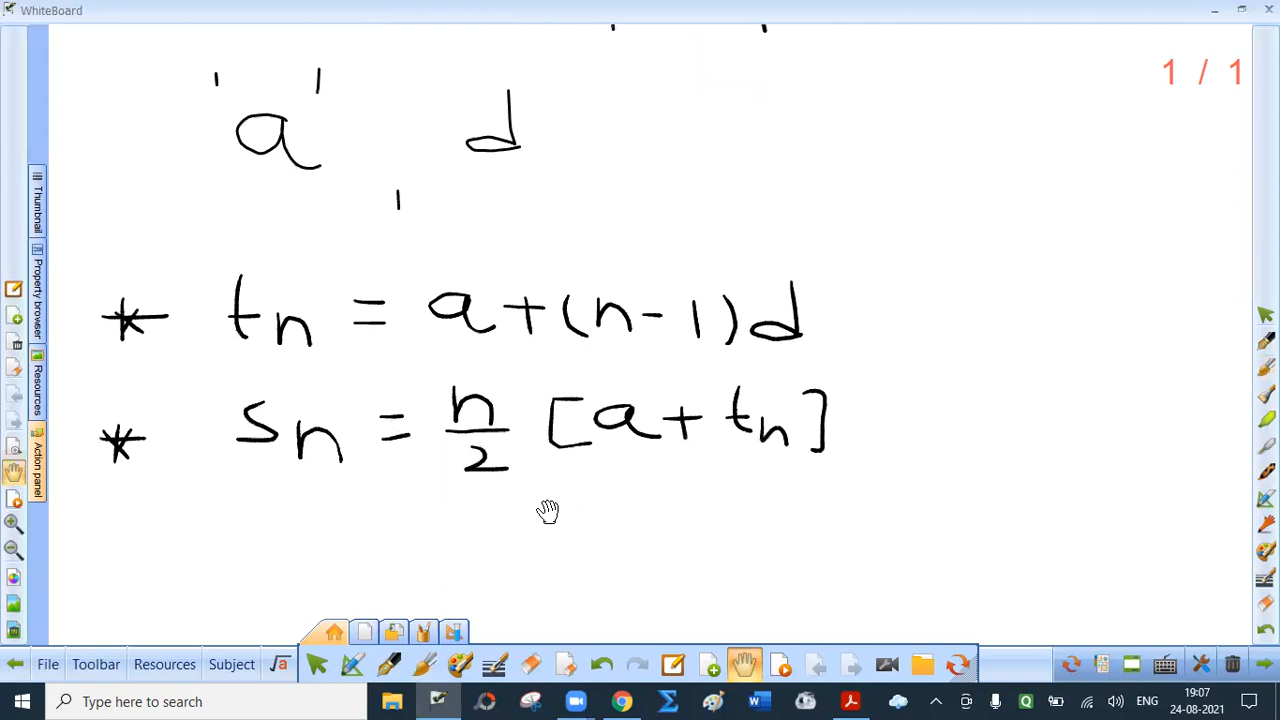 WhiteBoard
1 / 1
'a' d
* tn = a + (n - 1) d
* Sn = n/2 [a + tn]
Thumbnail
Property browser
Resources
Action panel
File Toolbar Resources Subject √a
Type here to search
W Σ Q ENG 19:07
24-08-2021